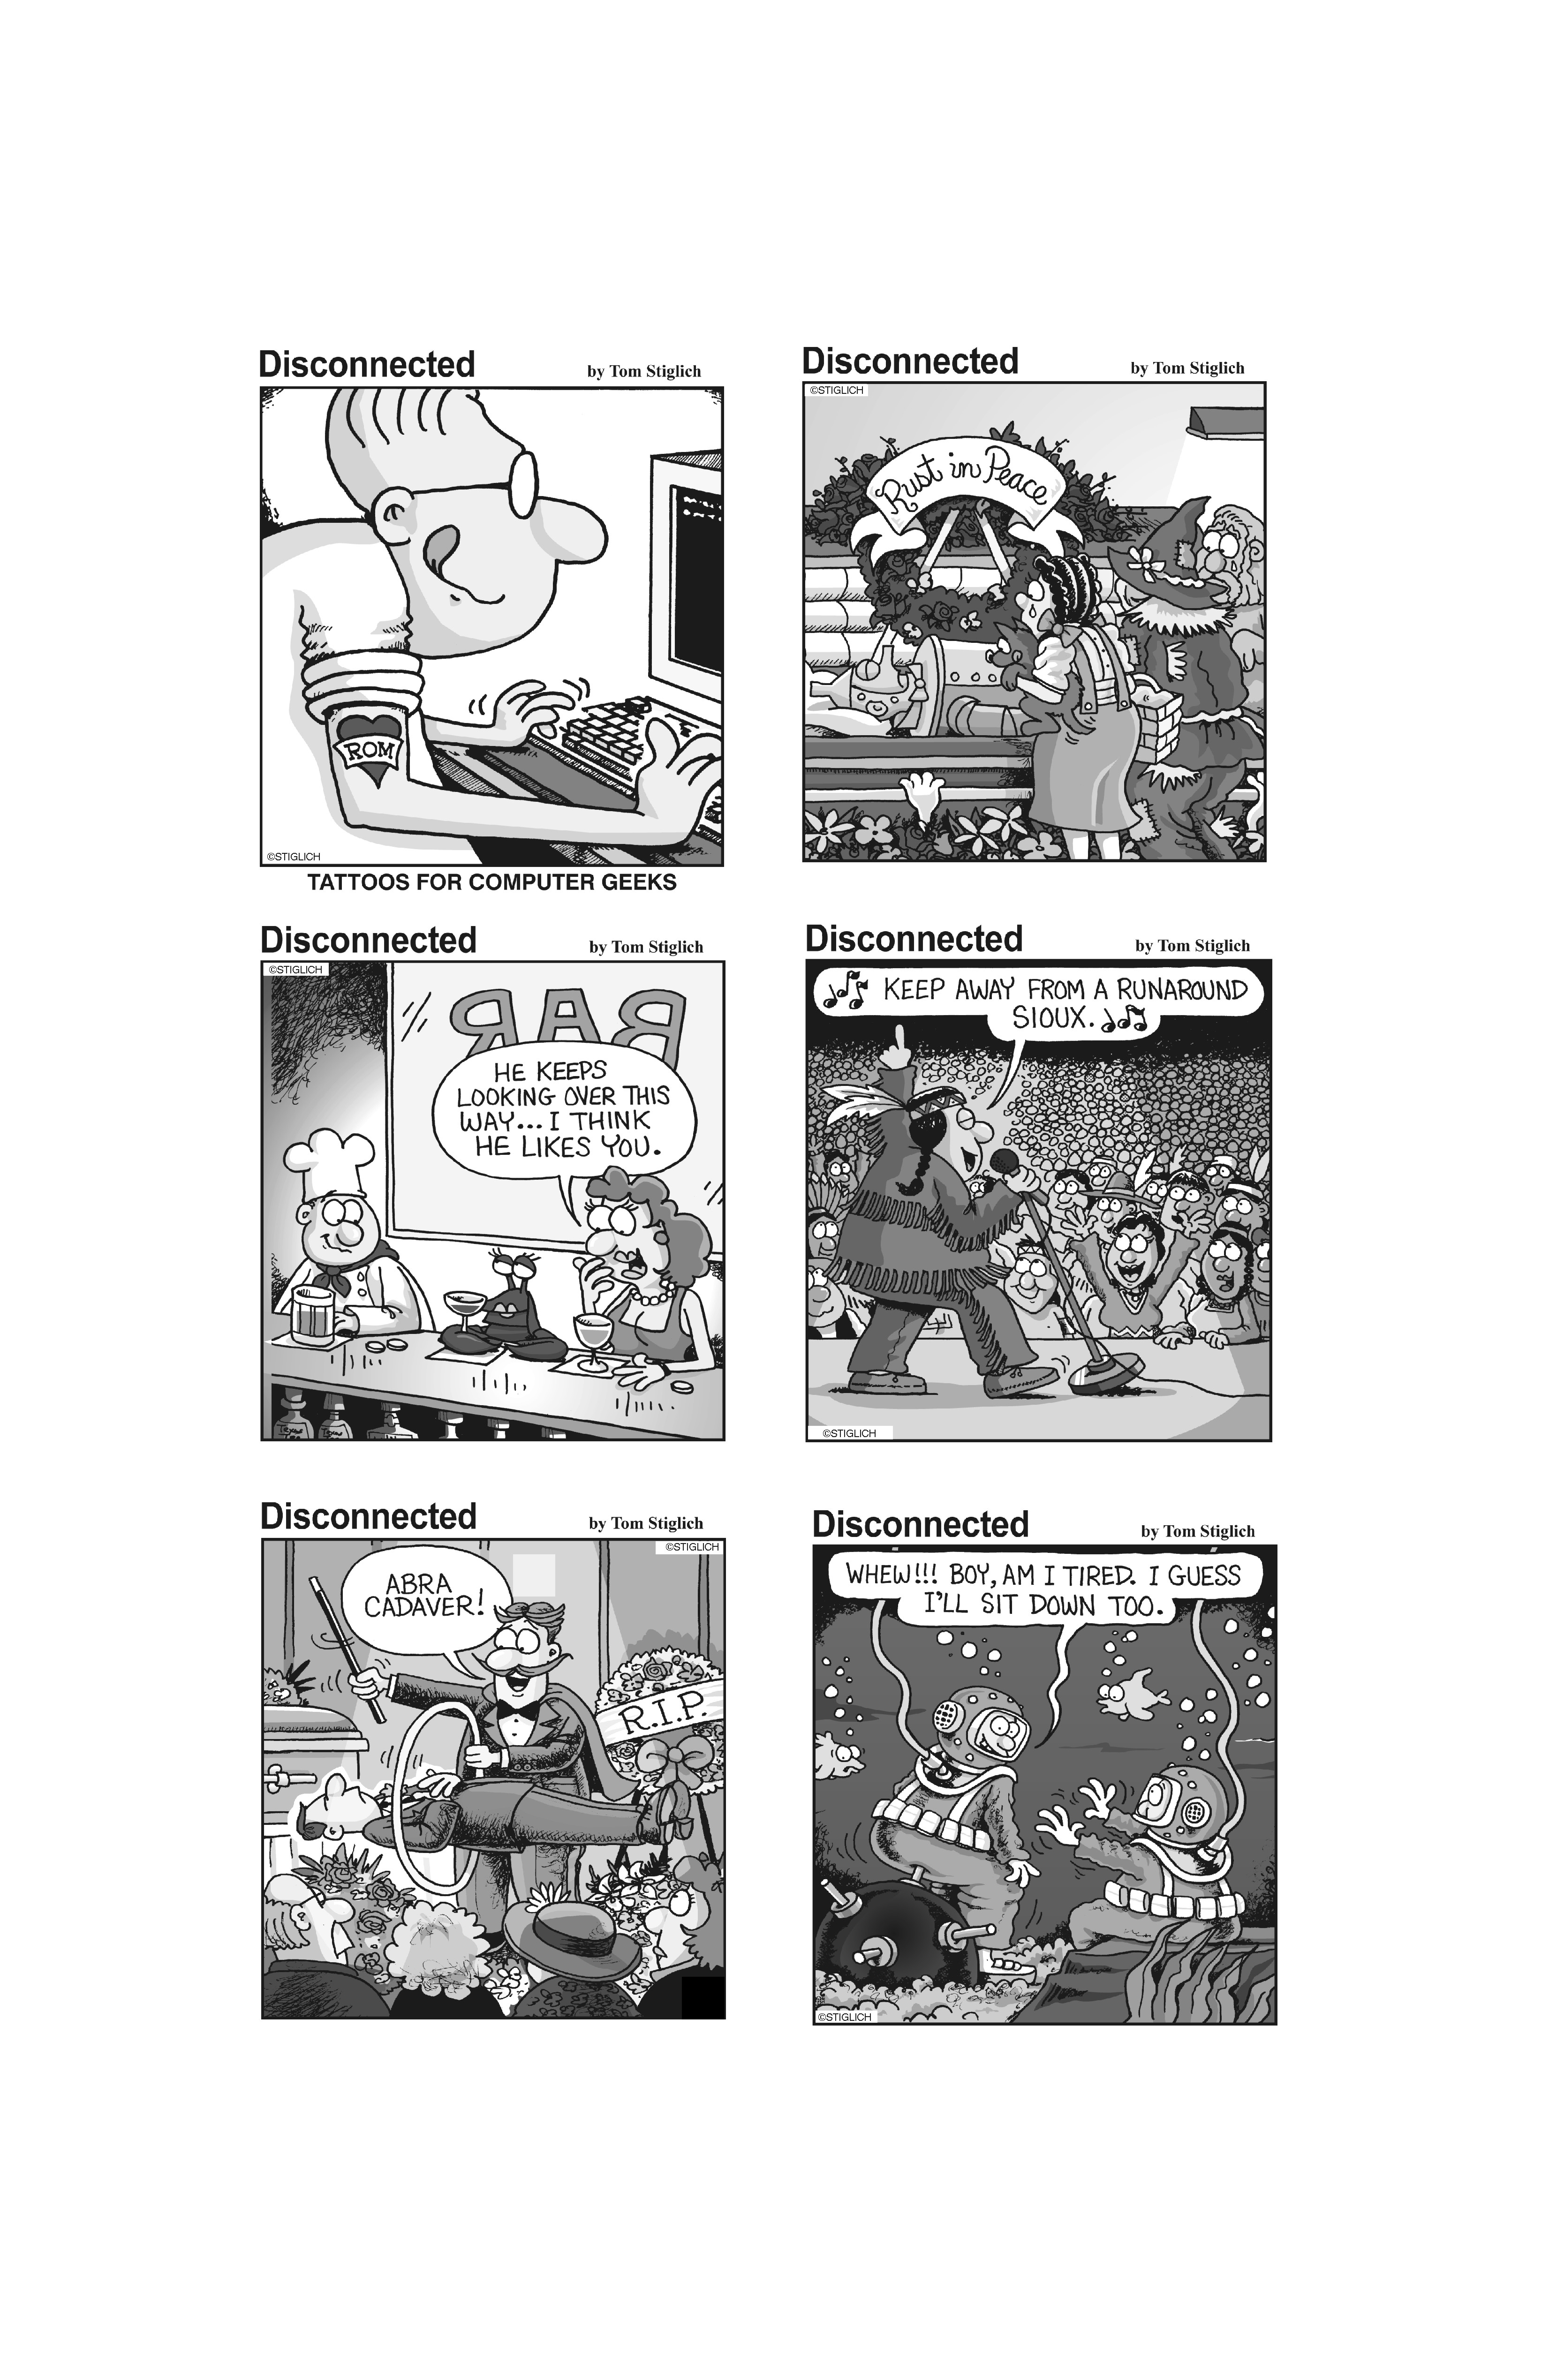 Disconnected
by Tom Stiglich
ROM
©STIGLICH
TATTOOS FOR COMPUTER GEEKS
Disconnected
by Tom Stiglich
©STIGLICH
Rust in Peace
Disconnected
by Tom Stiglich
©STIGLICH
BAR
HE KEEPS
LOOKING OVER THIS
WAY... I THINK
HE LIKES YOU.
Disconnected
by Tom Stiglich
KEEP AWAY FROM A RUNAROUND
SIOUX.
©STIGLICH
Disconnected
by Tom Stiglich
©STIGLICH
ABRA
CADAVER!
R.I.P.
Disconnected
by Tom Stiglich
WHEW!!! BOY, AM I TIRED. I GUESS
I'LL SIT DOWN TOO.
©STIGLICH